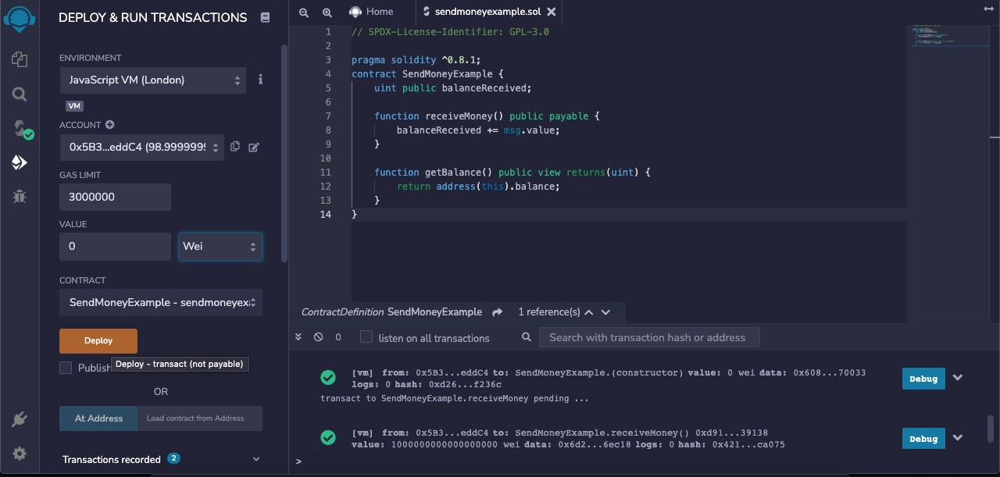 DEPLOY & RUN TRANSACTIONS
ENVIRONMENT
JavaScript VM (London)
VM
ACCOUNT
0x5B3...eddC4 (98.9999999
GAS LIMIT
3000000
VALUE
0
Wei
CONTRACT
SendMoneyExample - sendmoneyexa
Deploy
Publish
Deploy - transact (not payable)
OR
At Address
Load contract from Address
Transactions recorded 2
Home
sendmoneyexample.sol
1 // SPDX-License-Identifier: GPL-3.0
2
3 pragma solidity ^0.8.1;
4 contract SendMoneyExample {
5 uint public balanceReceived;
6
7 function receiveMoney() public payable {
8 balanceReceived += msg.value;
9 }
10
11 function getBalance() public view returns(uint) {
12 return address(this).balance;
13 }
14 }
ContractDefinition SendMoneyExample 1 reference(s)
0 listen on all transactions Search with transaction hash or address
[vm] from: 0x5B3...eddC4 to: SendMoneyExample.(constructor) value: 0 wei data: 0x608...70033
logs: 0 hash: 0xd26...f236c
Debug
transact to SendMoneyExample.receiveMoney pending ...
[vm] from: 0x5B3...eddC4 to: SendMoneyExample.receiveMoney() 0xd91...39138
value: 1000000000000000000 wei data: 0x6d2...6ec18 logs: 0 hash: 0x421...ca075
Debug
>